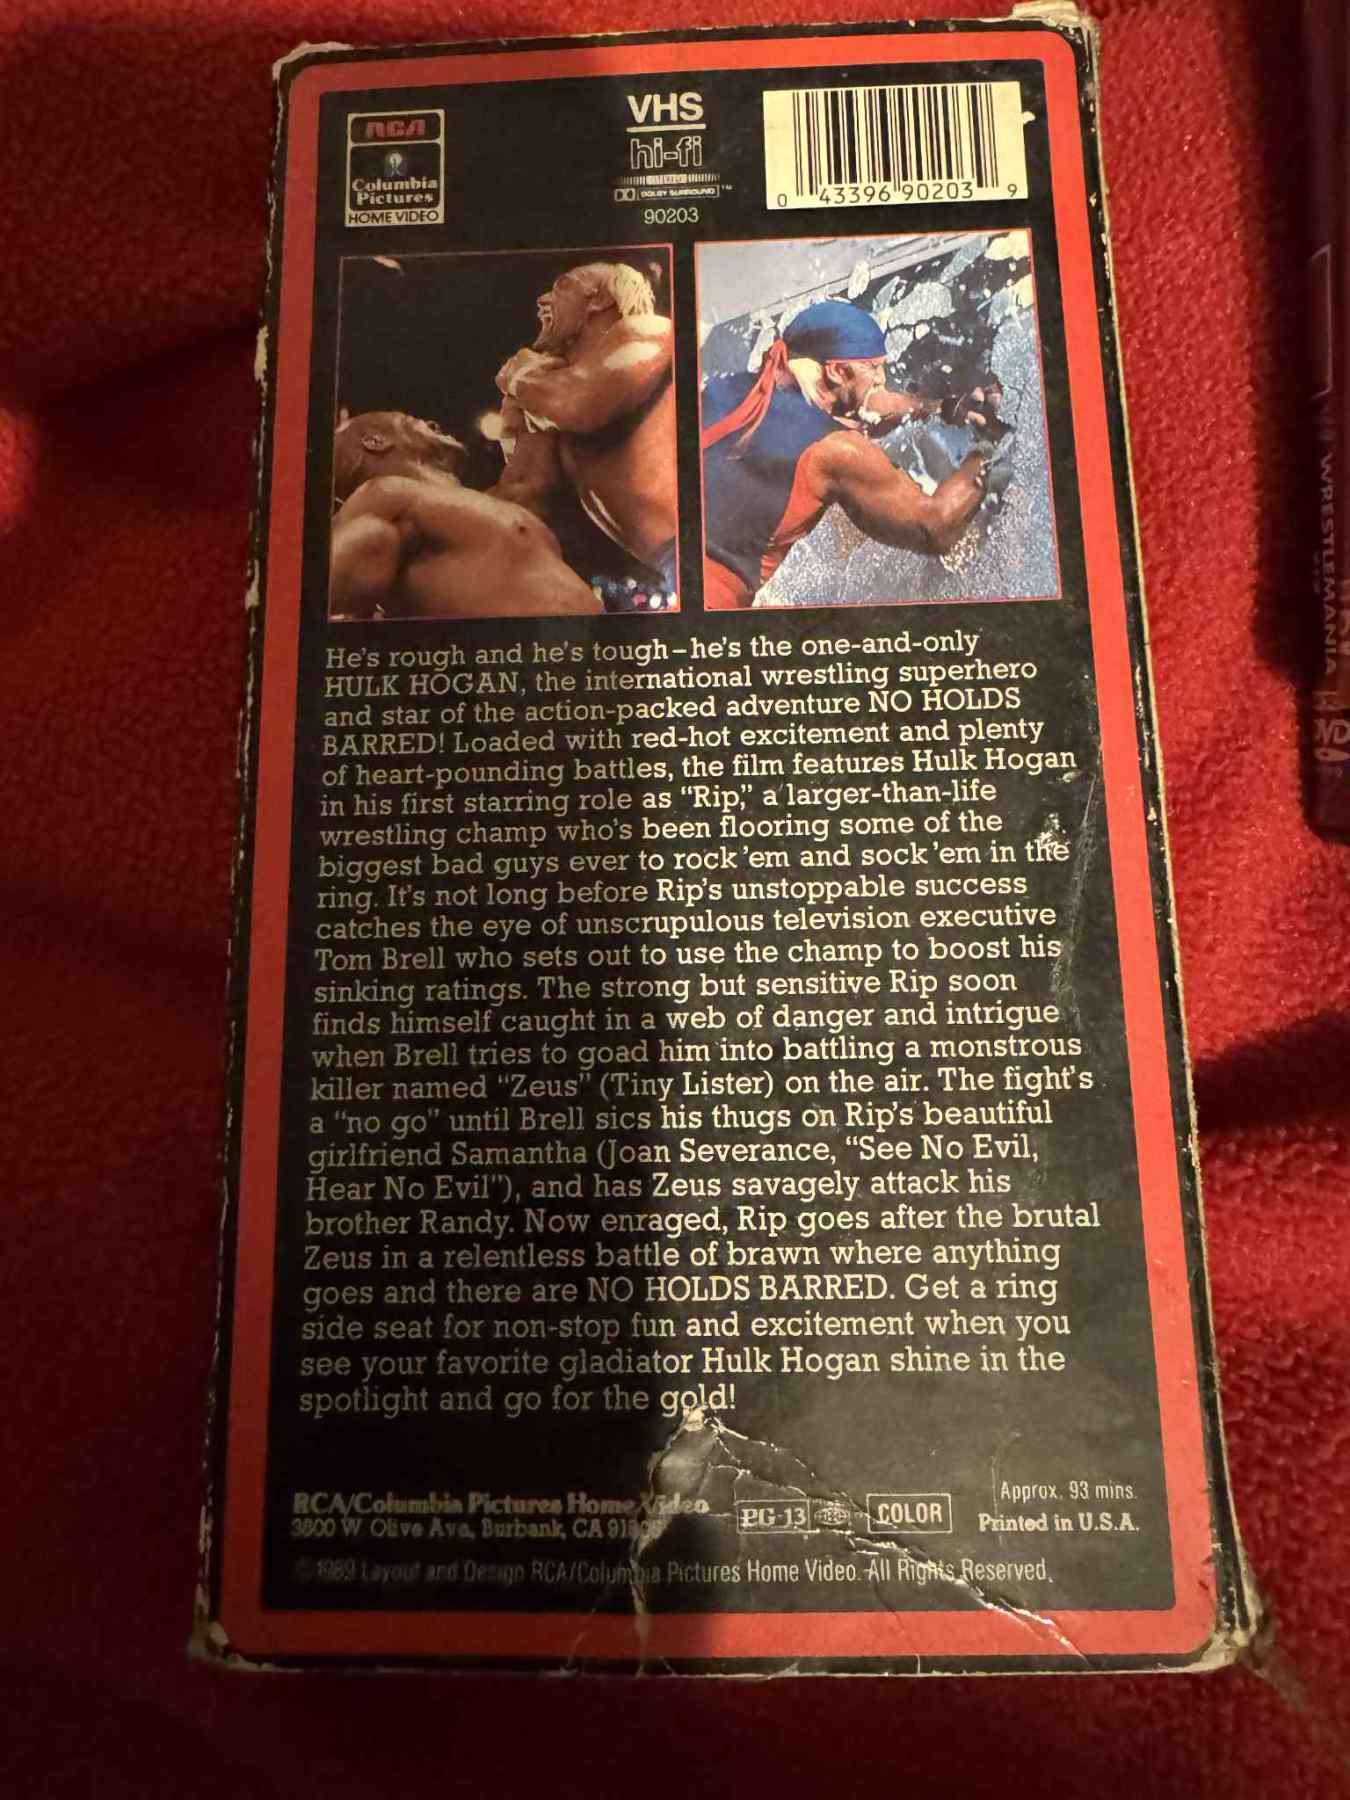 RCA
Columbia
Pictures
HOME VIDEO
VHS
hi-fi
STEREO
DOLBY SURROUND™
90203
0 43396 90203 9
He's rough and he's tough–he's the one-and-only
HULK HOGAN, the international wrestling superhero
and star of the action-packed adventure NO HOLDS
BARRED! Loaded with red-hot excitement and plenty
of heart-pounding battles, the film features Hulk Hogan
in his first starring role as “Rip,” a larger-than-life
wrestling champ who's been flooring some of the
biggest bad guys ever to rock 'em and sock 'em in the
ring. It's not long before Rip's unstoppable success
catches the eye of unscrupulous television executive
Tom Brell who sets out to use the champ to boost his
sinking ratings. The strong but sensitive Rip soon
finds himself caught in a web of danger and intrigue
when Brell tries to goad him into battling a monstrous
killer named “Zeus” (Tiny Lister) on the air. The fight's
a “no go” until Brell sics his thugs on Rip's beautiful
girlfriend Samantha (Joan Severance, “See No Evil,
Hear No Evil”), and has Zeus savagely attack his
brother Randy. Now enraged, Rip goes after the brutal
Zeus in a relentless battle of brawn where anything
goes and there are NO HOLDS BARRED. Get a ring
side seat for non-stop fun and excitement when you
see your favorite gladiator Hulk Hogan shine in the
spotlight and go for the gold!
RCA/Columbia Pictures Home Video
3800 W. Olive Ave, Burbank, CA
PG-13
COLOR
Approx. 93 mins.
Printed in U.S.A.
© 1989 Layout and Design RCA/Columbia Pictures Home Video. All Rights Reserved.
WRESTLEMANIA